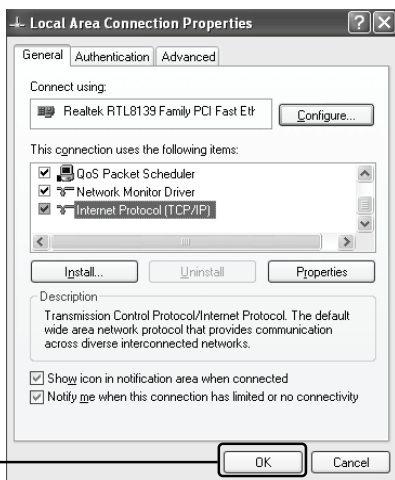 Local Area Connection Properties
General Authentication Advanced
Connect using:
Realtek RTL8139 Family PCI Fast Eth
Configure...
This connection uses the following items:
QoS Packet Scheduler
Network Monitor Driver
Internet Protocol (TCP/IP)
Install... Uninstall Properties
Description
Transmission Control Protocol/Internet Protocol. The default
wide area network protocol that provides communication
across diverse interconnected networks.
Show icon in notification area when connected
Notify me when this connection has limited or no connectivity
OK Cancel